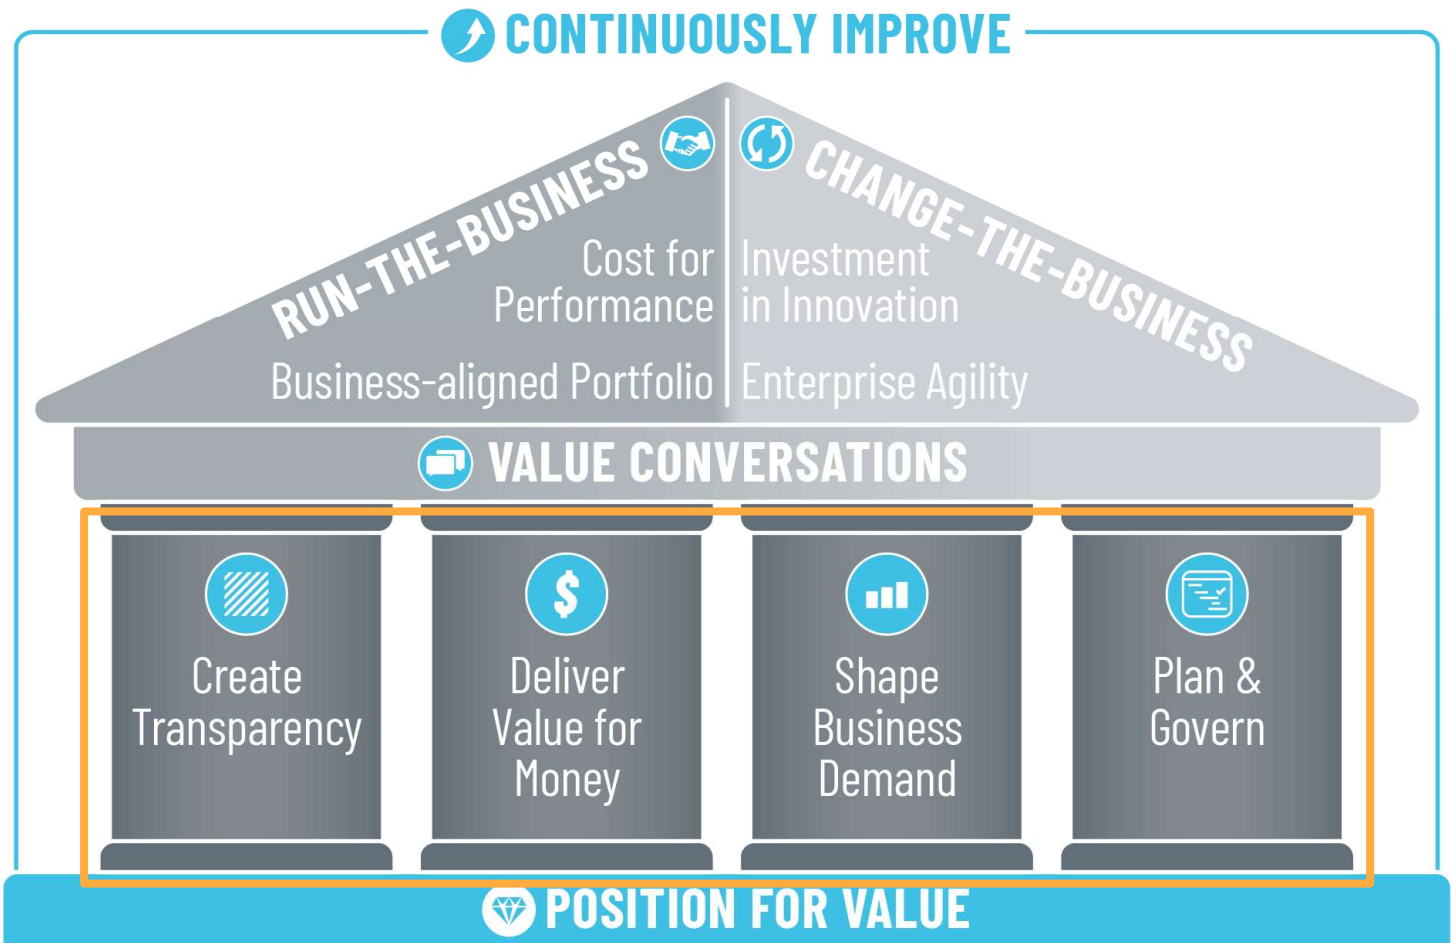 CONTINUOUSLY IMPROVE
RUN-THE-BUSINESS
Cost for
Performance
Business-aligned Portfolio
CHANGE-THE-BUSINESS
Investment
in Innovation
Enterprise Agility
VALUE CONVERSATIONS
Create
Transparency
$
Deliver
Value for
Money
Shape
Business
Demand
Plan &
Govern
POSITION FOR VALUE